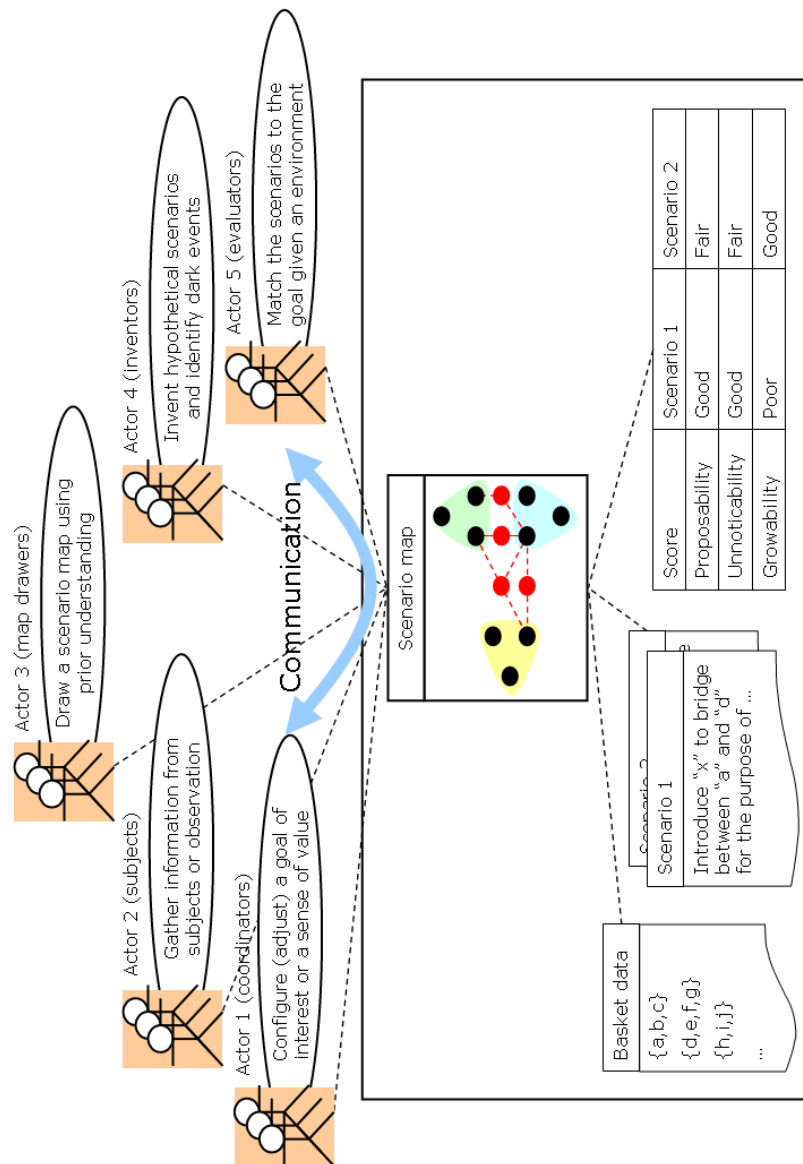 Actor 3 (map drawers)
Draw a scenario map using
prior understanding
Actor 2 (subjects)
Gather information from
subjects or observation
Actor 4 (inventors)
Invent hypothetical scenarios
and identify dark events
Actor 1 (coordinators)
Configure (adjust) a goal of
interest or a sense of value
Actor 5 (evaluators)
Match the scenarios to the
goal given an environment
Communication
Scenario map
Basket data
{a,b,c}
{d,e,f,g}
{h,i,j}
...
Scenario 2
Scenario 1
Introduce “x” to bridge
between “a” and “d”
for the purpose of ...
Score Scenario 1 Scenario 2
Proposability Good Fair
Unnoticability Good Fair
Growability Poor Good